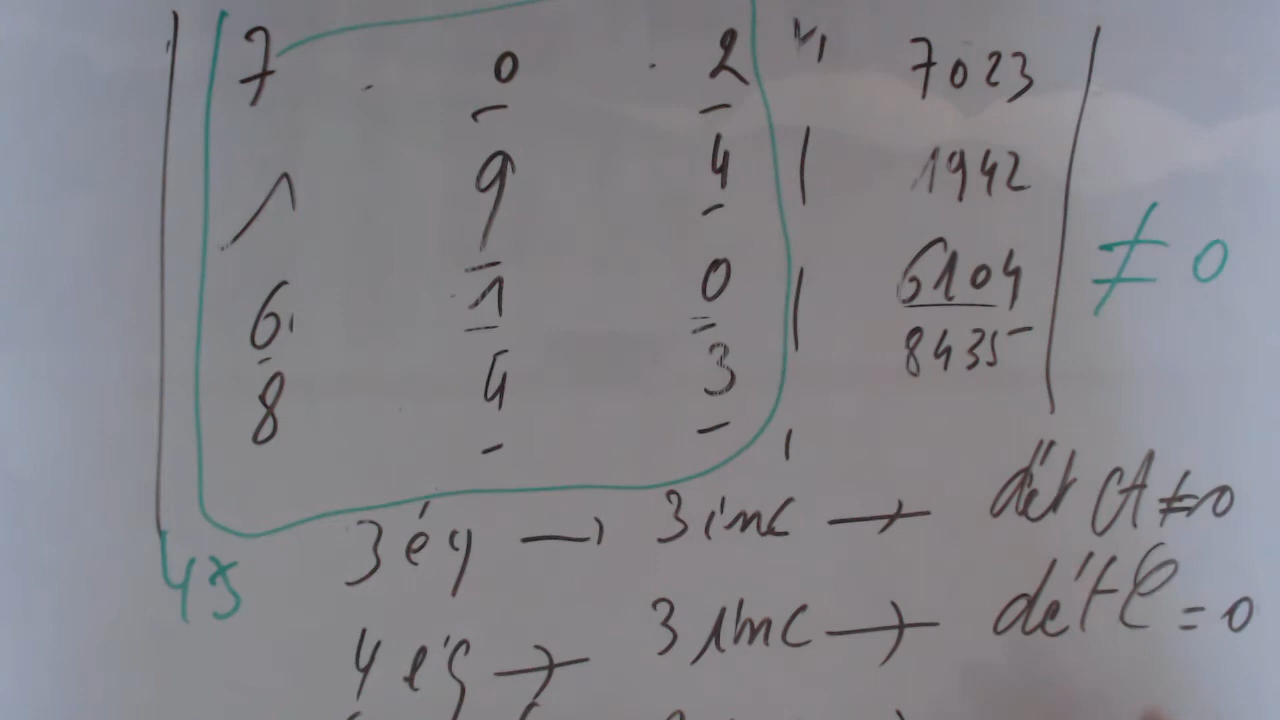 7 0 2 7023
1 9 4 1 1942
6 1 0 1 6104 ≠ 0
8 4 3 1 8435
4x3 3 éq → 3 inc → dét A ≠ 0
4 éq → 3 inc → dét C = 0